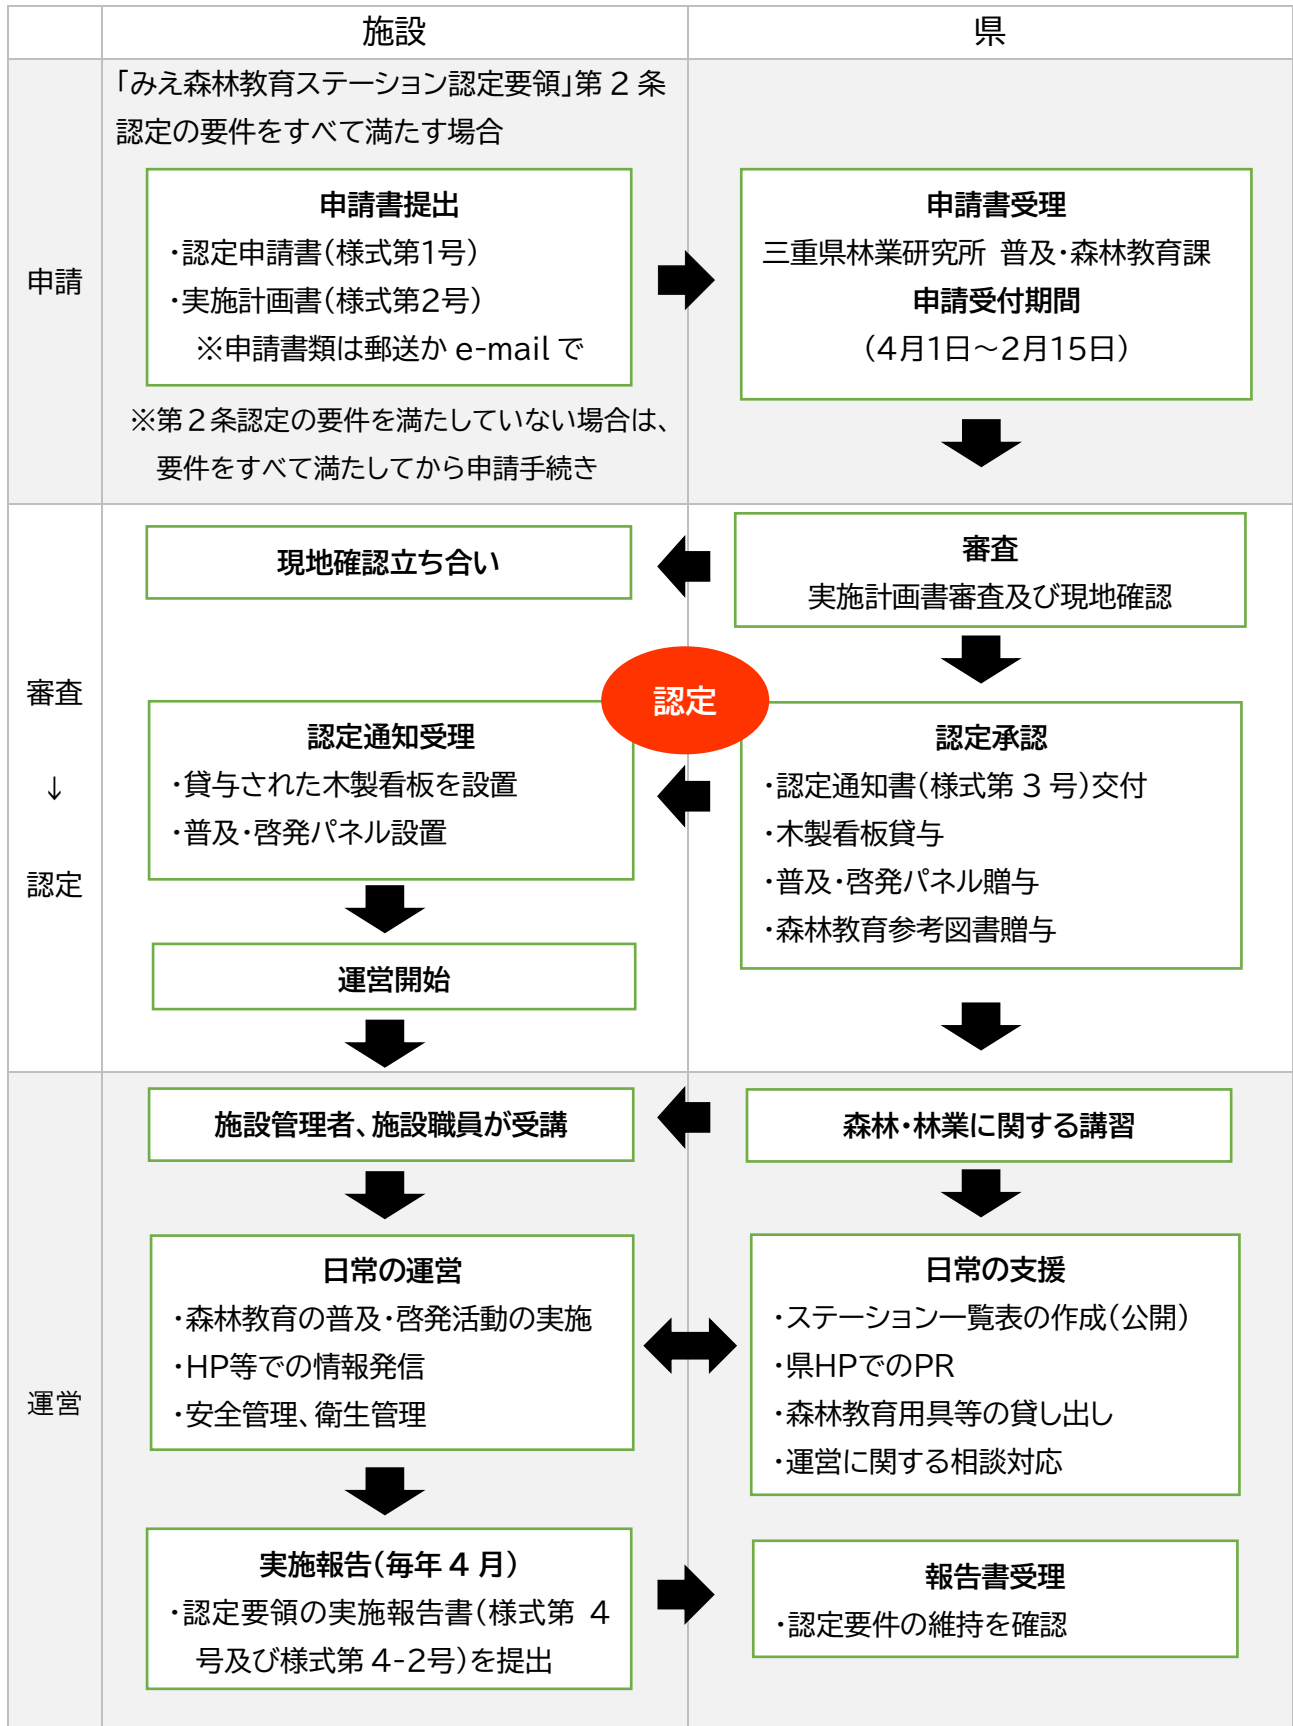 施設
県
申請
「みえ森林教育ステーション認定要領」第 2 条
認定の要件をすべて満たす場合
申請書提出
・認定申請書(様式第1号)
・実施計画書(様式第2号)
※申請書類は郵送か e-mail で
※第2条認定の要件を満たしていない場合は、
要件をすべて満たしてから申請手続き
申請書受理
三重県林業研究所 普及・森林教育課
申請受付期間
(4月1日～2月15日)
審査
↓
認定
現地確認立ち合い
審査
実施計画書審査及び現地確認
認定
認定通知受理
・貸与された木製看板を設置
・普及・啓発パネル設置
認定承認
・認定通知書(様式第 3 号)交付
・木製看板貸与
・普及・啓発パネル贈与
・森林教育参考図書贈与
運営開始
運営
施設管理者、施設職員が受講
森林・林業に関する講習
日常の運営
・森林教育の普及・啓発活動の実施
・HP等での情報発信
・安全管理、衛生管理
日常の支援
・ステーション一覧表の作成(公開)
・県HPでのPR
・森林教育用具等の貸し出し
・運営に関する相談対応
実施報告(毎年 4 月)
・認定要領の実施報告書(様式第 4
号及び様式第 4-2号)を提出
報告書受理
・認定要件の維持を確認